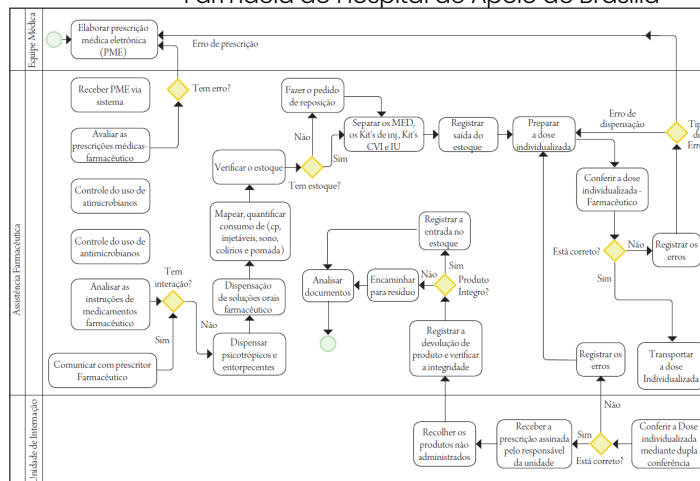 Farmácia do Hospital de Apoio de Brasília
Equipe Médica
Elaborar prescrição
médica eletrônica
(PME)
Erro de prescrição
Assistência Farmacêutica
Receber PME via
sistema
Tem erro?
Avaliar as
prescrições médicas-
farmacêutico
Controle do uso de
atimicrobianos
Controle do uso de
antimicrobianos
Analisar as
instruções de
medicamentos
farmacêutico
Tem
interação?
Sim
Não
Comunicar com prescritor
Farmacêutico
Fazer o pedido
de reposição
Não
Sim
Tem estoque?
Verificar o estoque
Mapear, quantificar
consumo de (cp,
injetáveis, sono,
colírios e pomada)
Dispensação
de soluções orais
farmacêutico
Dispensar
psicotrópicos e
entorpecentes
Separar os MED,
os Kit's de inj., Kit's
CVI e IU
Registrar
saída do
estoque
Preparar
a dose
individualizada
Erro de
dispensação
Conferir a dose
individualizada -
Farmacêutico
Está correto?
Não
Sim
Registrar os
erros
Registrar a
entrada no
estoque
Sim
Não
Produto
Integro?
Analisar
documentos
Encaminhar
para resíduo
Registrar a
devolução de
produto e verificar
a integridade
Registrar os
erros
Transportar
a dose
Individualizada
Não
Unidade de Internação
Recolher os
produtos não
administrados
Receber a
prescrição assinada
pelo responsável
da unidade
Sim
Está correto?
Conferir a Dose
individualizada
mediante dupla
conferência